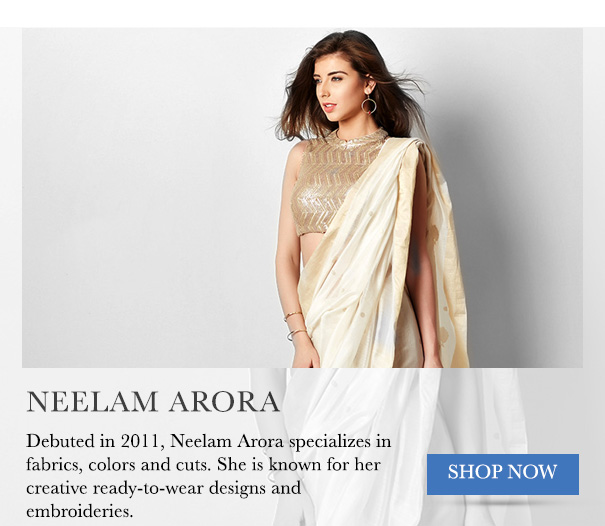 NEELAM ARORA
Debuted in 2011, Neelam Arora specializes in
fabrics, colors and cuts. She is known for her
creative ready-to-wear designs and
embroideries.
SHOP NOW